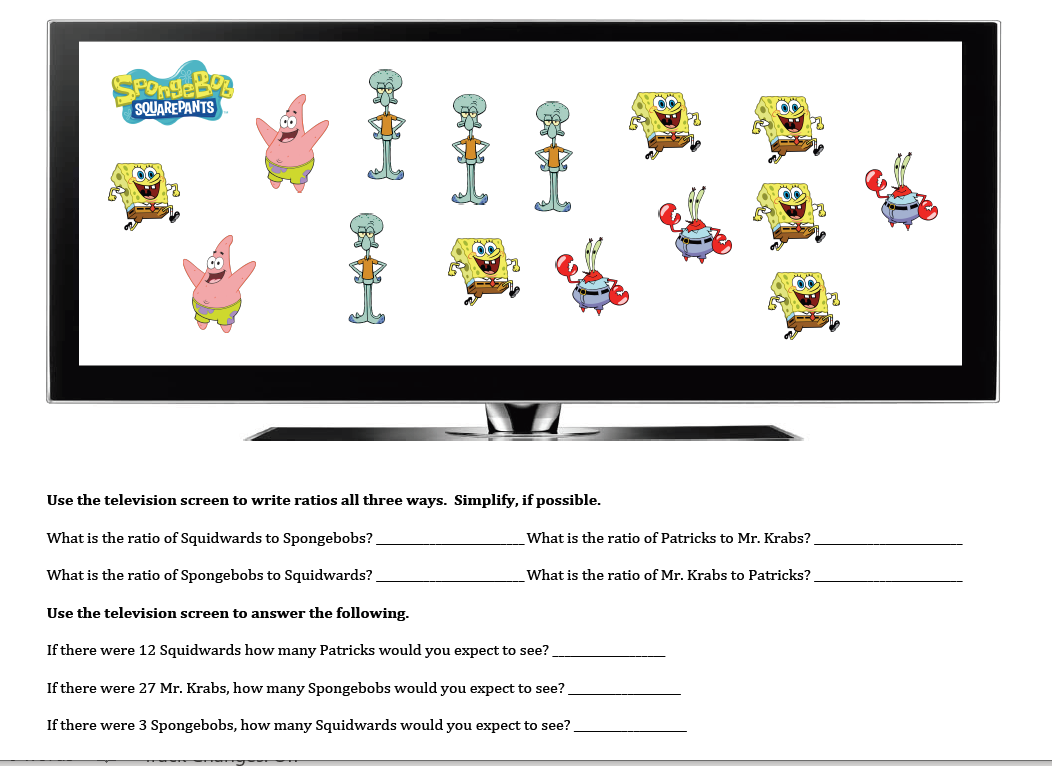 SpongeBob
SQUAREPANTS
Use the television screen to write ratios all three ways. Simplify, if possible.
What is the ratio of Squidwards to Spongebobs? ____________________ What is the ratio of Patricks to Mr. Krabs? ____________________
What is the ratio of Spongebobs to Squidwards? ____________________ What is the ratio of Mr. Krabs to Patricks? ____________________
Use the television screen to answer the following.
If there were 12 Squidwards how many Patricks would you expect to see? _______________
If there were 27 Mr. Krabs, how many Spongebobs would you expect to see? _______________
If there were 3 Spongebobs, how many Squidwards would you expect to see? _______________